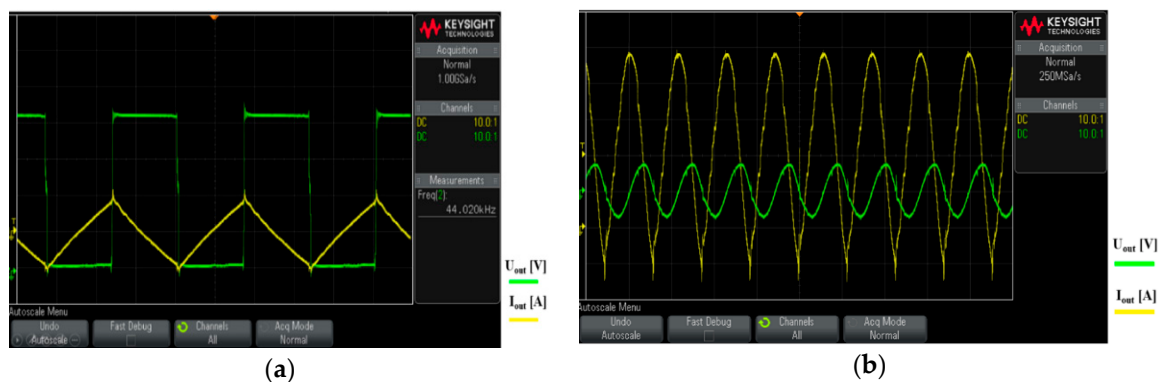 KEYSIGHT
TECHNOLOGIES
Acquisition
Normal
1.00GSa/s
Channels
DC 10.0:1
DC 10.0:1
Measurements
Freq(2):
44.020kHz
Autoscale Menu
Undo
Autoscale
Fast Debug
Channels
All
Acq Mode
Normal
Uout [V]
Iout [A]
(a)
KEYSIGHT
TECHNOLOGIES
Acquisition
Normal
250MSa/s
Channels
DC 10.0:1
DC 10.0:1
Autoscale Menu
Undo
Autoscale
Fast Debug
Channels
All
Acq Mode
Normal
Uout [V]
Iout [A]
(b)